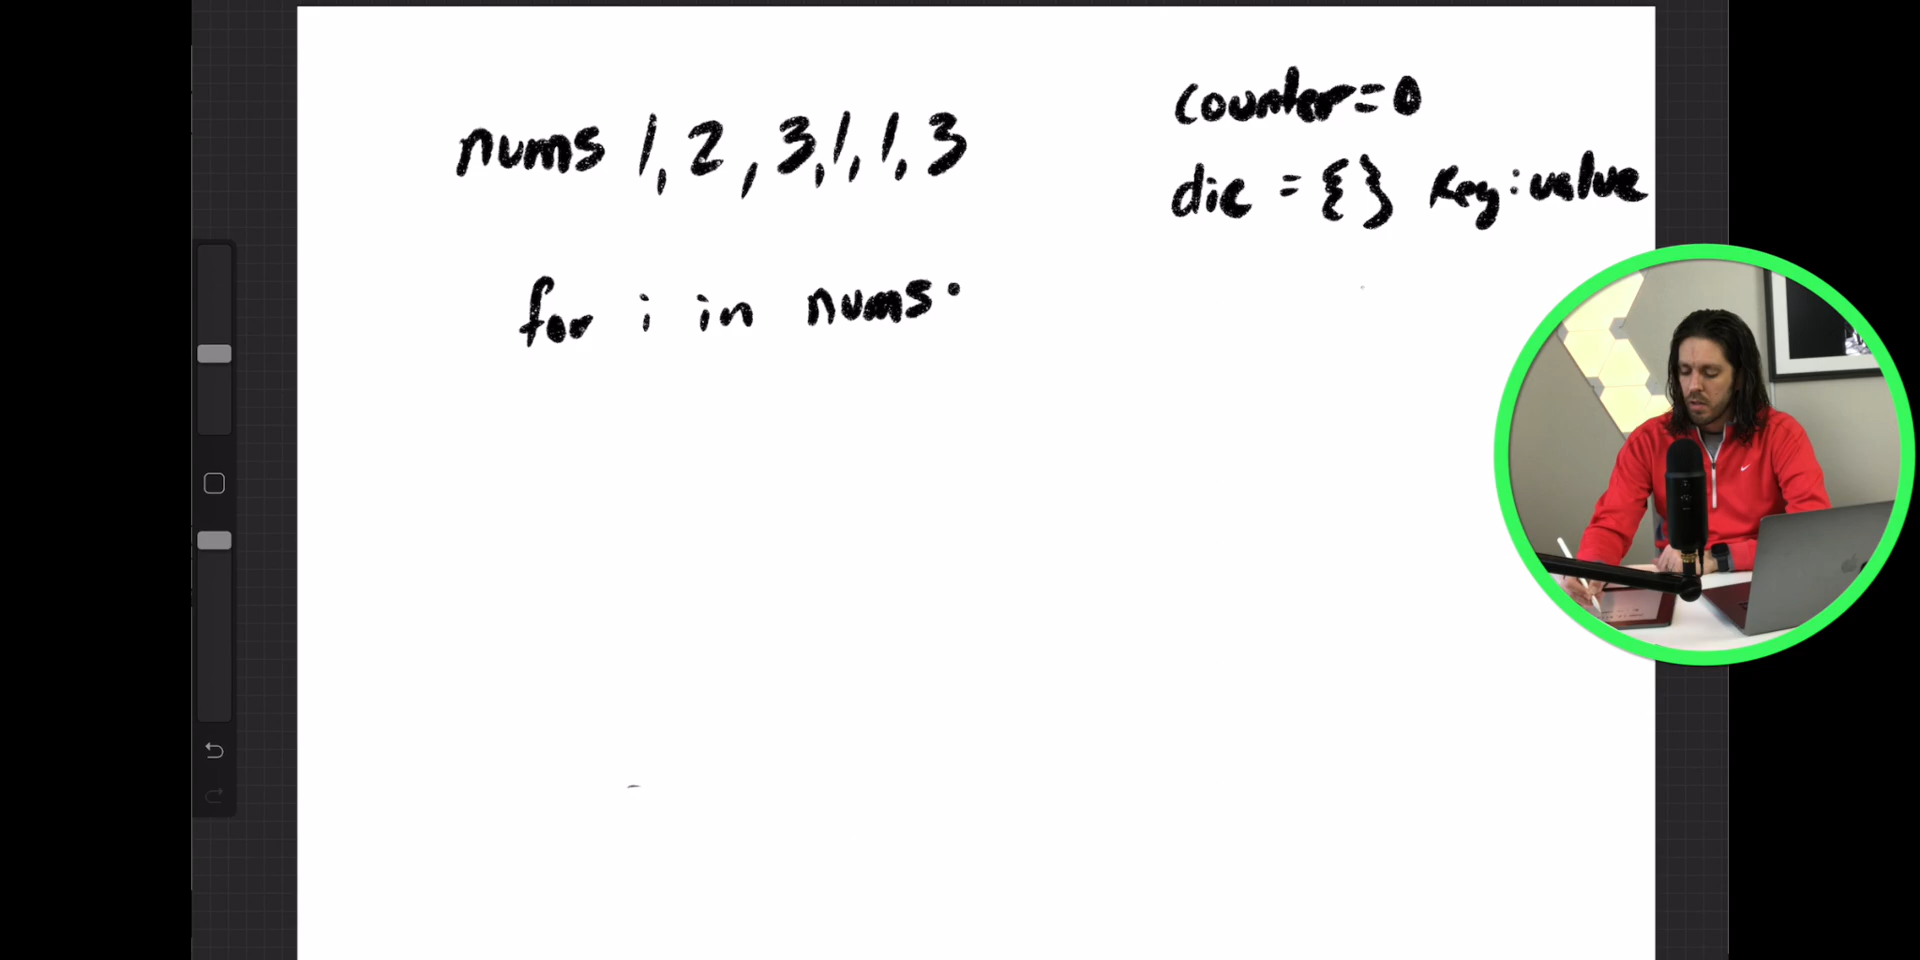 nums 1, 2, 3, 1, 1, 3
counter=0
dic = {} Key:value
for i in nums.